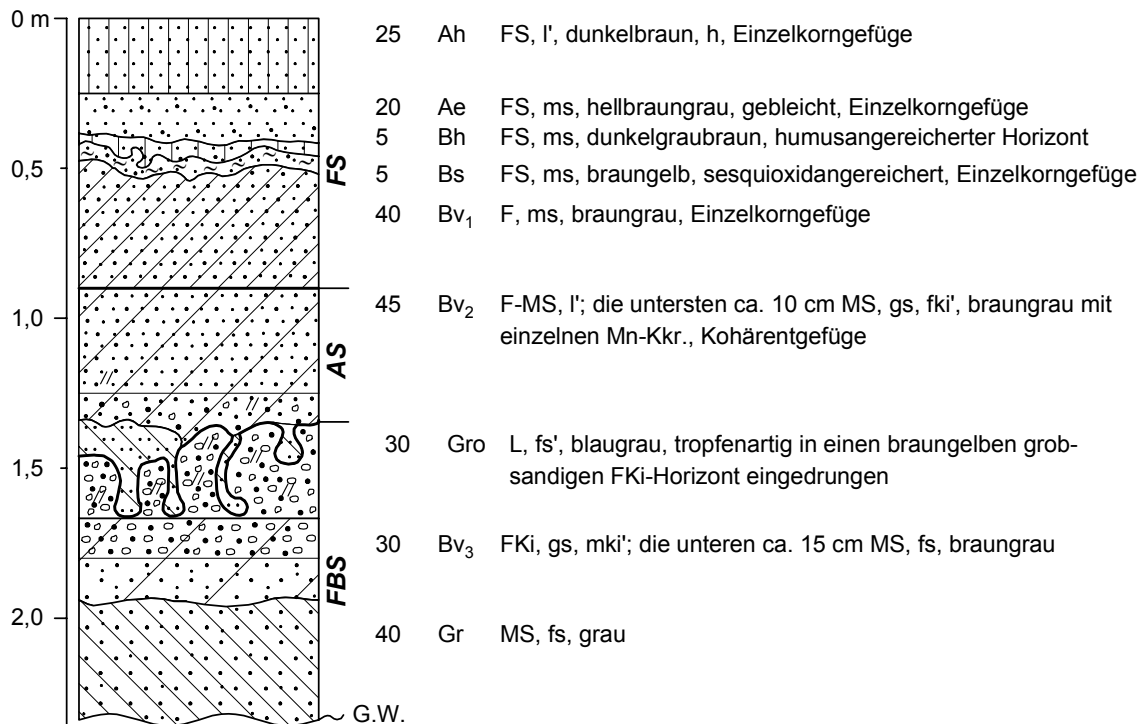 0 m
25 Ah FS, l', dunkelbraun, h, Einzelkorngefüge
20 Ae FS, ms, hellbraungrau, gebleicht, Einzelkorngefüge
5 Bh FS, ms, dunkelgraubraun, humusangereicherter Horizont
0,5
FS
5 Bs FS, ms, braungelb, sesquioxidangereichert, Einzelkorngefüge
40 Bv1 F, ms, braungrau, Einzelkorngefüge
1,0
AS
45 Bv2 F-MS, l'; die untersten ca. 10 cm MS, gs, fki', braungrau mit
einzelnen Mn-Kkr., Kohärentgefüge
1,5
30 Gro L, fs', blaugrau, tropfenartig in einen braungelben grob-
sandigen FKi-Horizont eingedrungen
FBS
30 Bv3 FKi, gs, mki'; die unteren ca. 15 cm MS, fs, braungrau
2,0
40 Gr MS, fs, grau
G.W.